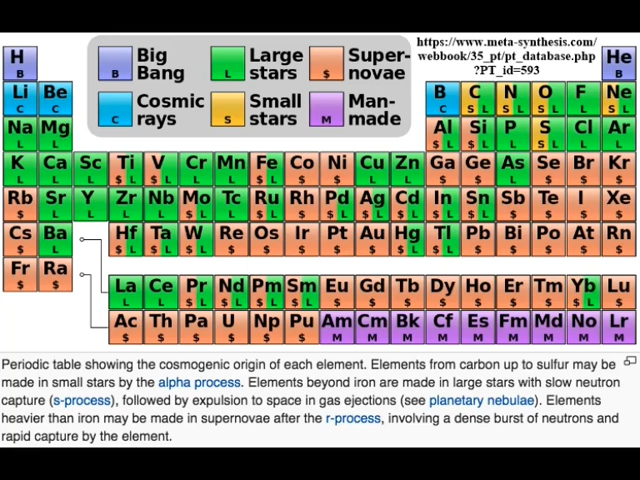 https://www.meta-synthesis.com/
webbook/35_pt/pt_database.php
?PT_id=593
Big Bang B
Large stars L
Super-novae $
Cosmic rays C
Small stars S
Man-made M
H B He B
Li C Be C B C C S L N S L O S L F L Ne S L
Na L Mg L Al $ L Si $ L P L S S L Cl L Ar L
K L Ca L Sc L Ti $ L V $ L Cr L Mn L Fe $ L Co $ Ni $ Cu L Zn L Ga $ Ge $ As L Se $ Br $ Kr $
Rb $ Sr L Y L Zr L Nb L Mo $ L Tc L Ru $ L Rh $ Pd $ L Ag $ L Cd $ L In $ L Sn $ L Sb $ Te $ I $ Xe $
Cs $ Ba L Hf $ L Ta $ L W $ L Re $ Os $ Ir $ Pt $ Au $ Hg $ L Tl $ L Pb $ Bi $ Po $ At $ Rn $
Fr $ Ra $
La L Ce L Pr $ L Nd $ L Pm $ L Sm $ L Eu $ Gd $ Tb $ Dy $ Ho $ Er $ Tm $ Yb $ L Lu $
Ac $ Th $ Pa $ U $ Np $ Pu $ Am M Cm M Bk M Cf M Es M Fm M Md M No M Lr M
Periodic table showing the cosmogenic origin of each element. Elements from carbon up to sulfur may be
made in small stars by the alpha process. Elements beyond iron are made in large stars with slow neutron
capture (s-process), followed by expulsion to space in gas ejections (see planetary nebulae). Elements
heavier than iron may be made in supernovae after the r-process, involving a dense burst of neutrons and
rapid capture by the element.